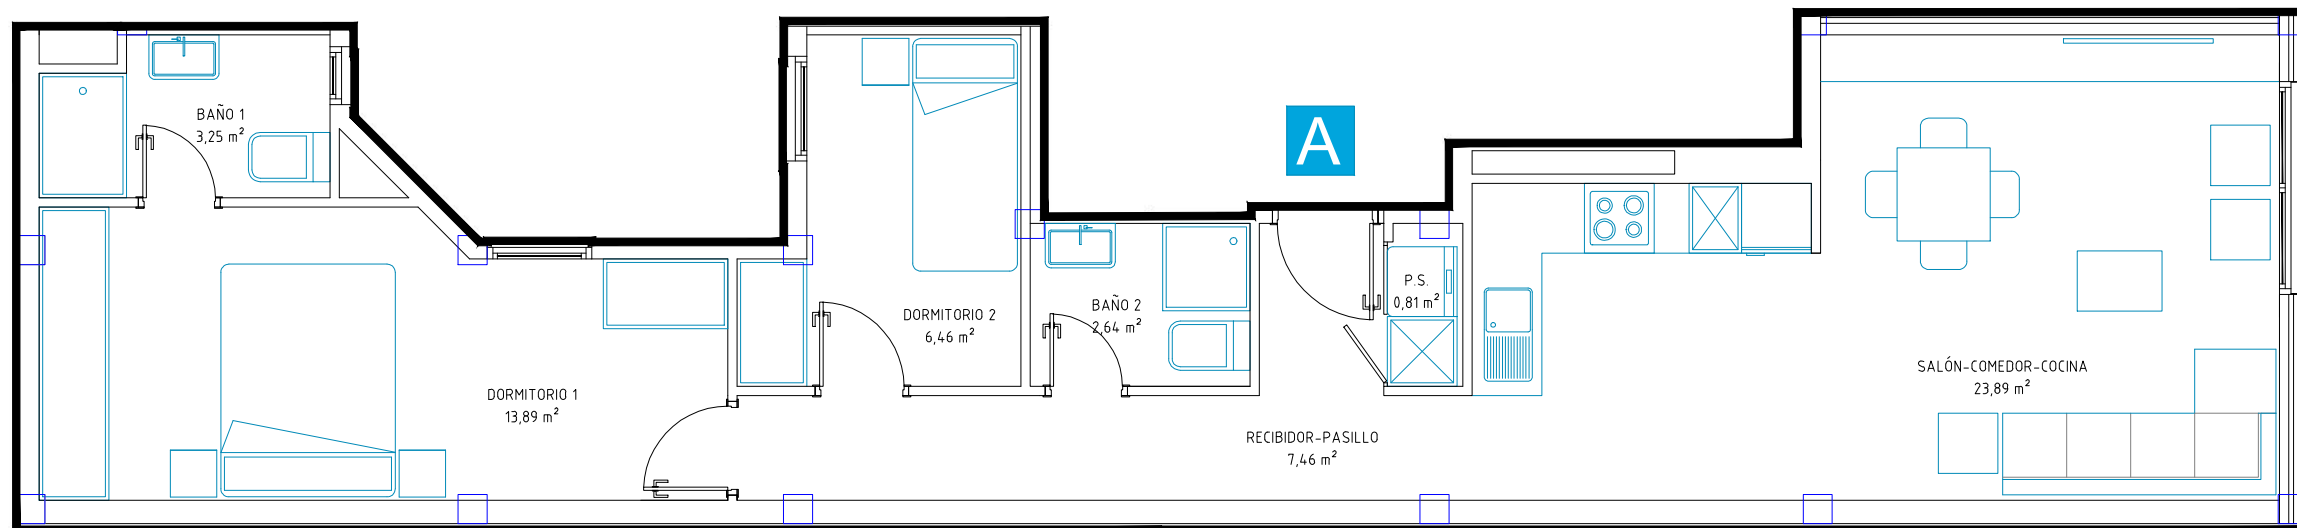 BAÑO 1
3,25 m²
A
DORMITORIO 2
6,46 m²
BAÑO 2
2,64 m²
P.S.
0,81 m²
DORMITORIO 1
13,89 m²
RECIBIDOR-PASILLO
7,46 m²
SALÓN-COMEDOR-COCINA
23,89 m²